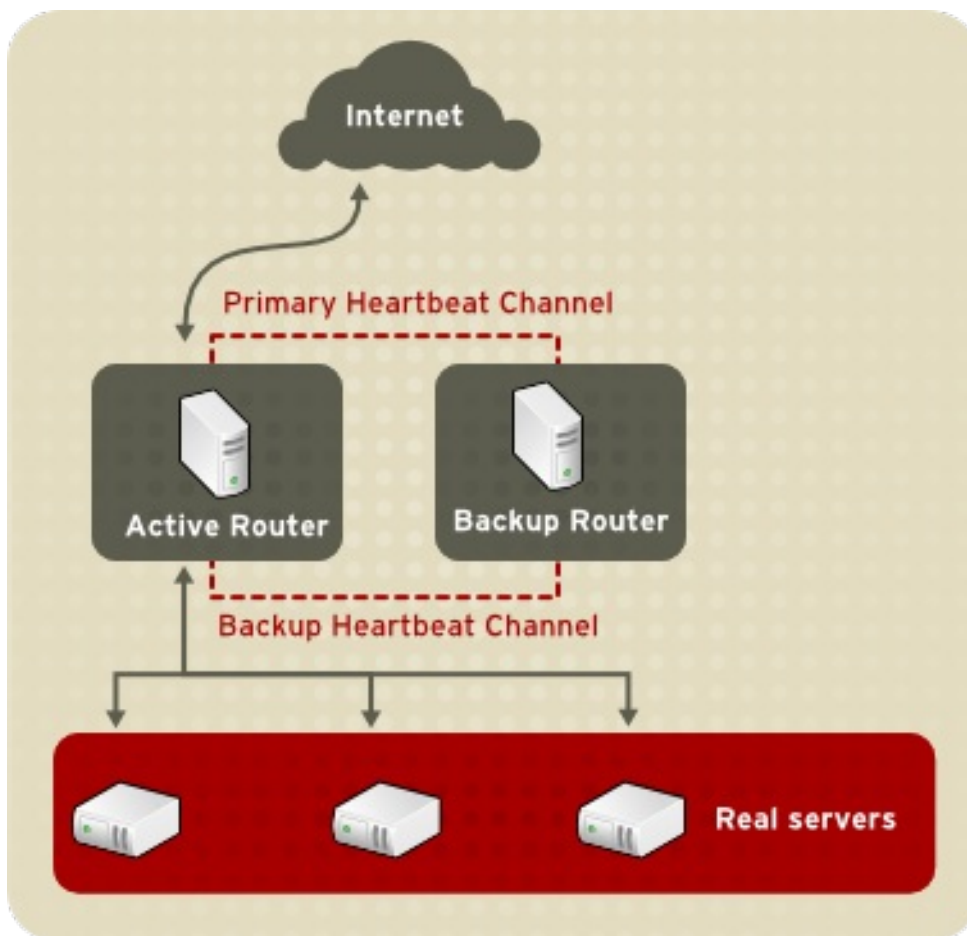 Internet
Primary Heartbeat Channel
Active Router
Backup Router
Backup Heartbeat Channel
Real servers